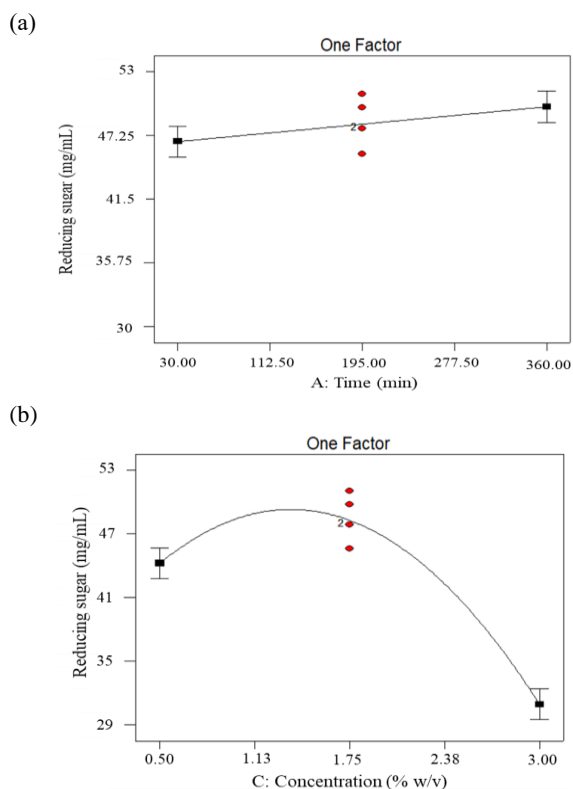 (a)
One Factor
53
47.25
41.5
35.75
30
Reducing sugar (mg/mL)
2
30.00 112.50 195.00 277.50 360.00
A: Time (min)
(b)
One Factor
53
47
41
35
29
Reducing sugar (mg/mL)
2
0.50 1.13 1.75 2.38 3.00
C: Concentration (% w/v)